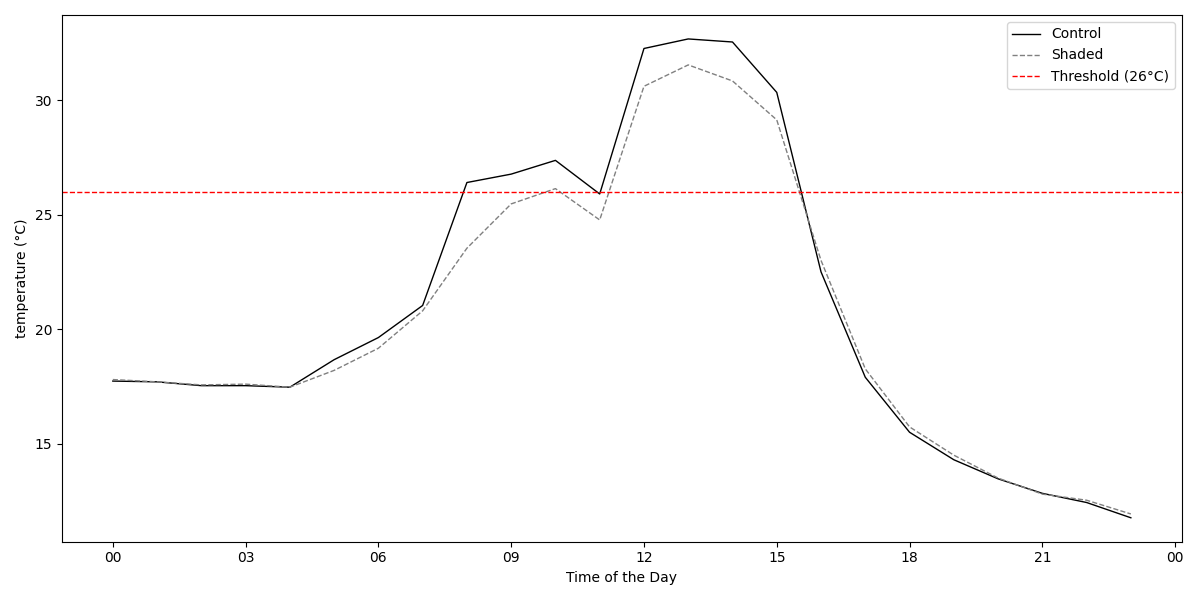 Control
Shaded
Threshold (26°C)
temperature (°C)
30
25
20
15
00 03 06 09 12 15 18 21 00
Time of the Day